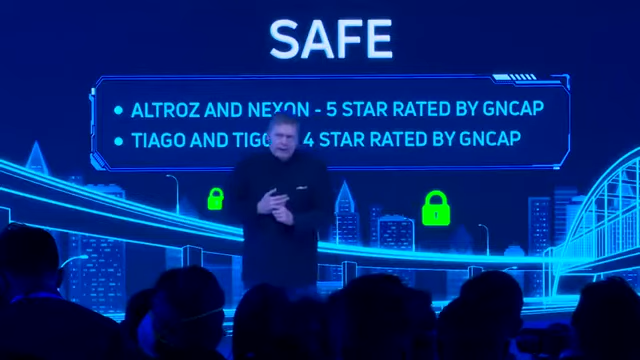 SAFE
ALTROZ AND NEXON - 5 STAR RATED BY GNCAP
TIAGO AND 4 STAR RATED BY GNCAP